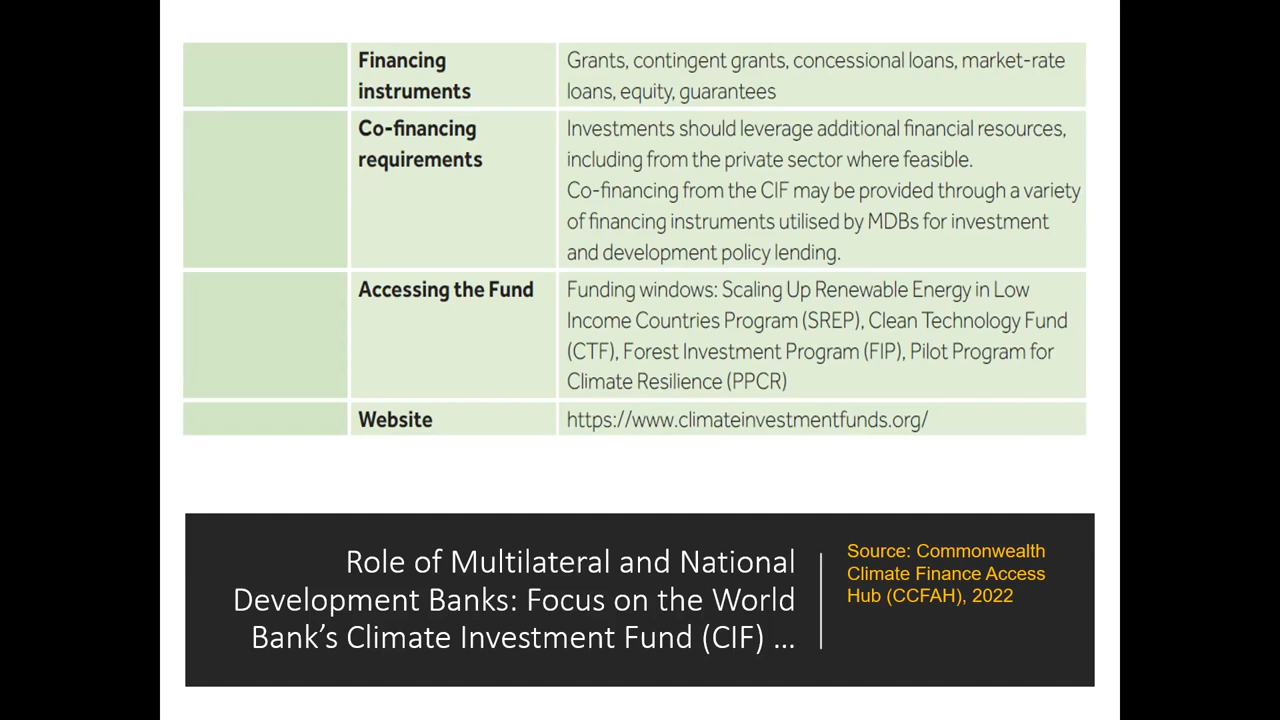 Financing
instruments
Grants, contingent grants, concessional loans, market-rate
loans, equity, guarantees
Co-financing
requirements
Investments should leverage additional financial resources,
including from the private sector where feasible.
Co-financing from the CIF may be provided through a variety
of financing instruments utilised by MDBs for investment
and development policy lending.
Accessing the Fund
Funding windows: Scaling Up Renewable Energy in Low
Income Countries Program (SREP), Clean Technology Fund
(CTF), Forest Investment Program (FIP), Pilot Program for
Climate Resilience (PPCR)
Website
https://www.climateinvestmentfunds.org/
Role of Multilateral and National
Development Banks: Focus on the World
Bank’s Climate Investment Fund (CIF) ...
Source: Commonwealth
Climate Finance Access
Hub (CCFAH), 2022